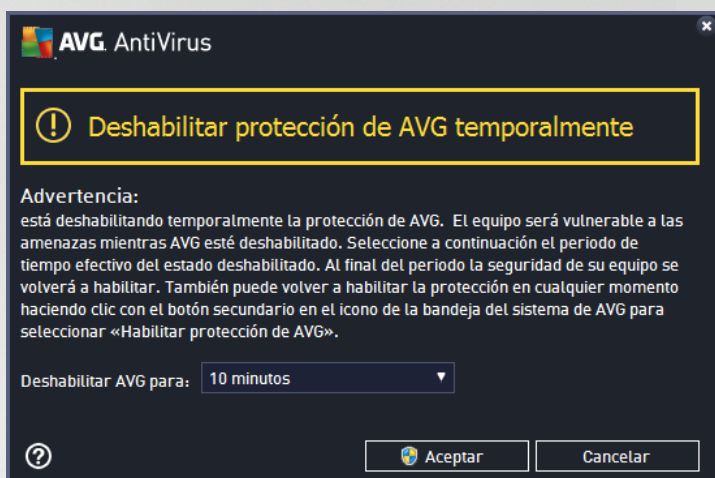 AVG. AntiVirus
Deshabilitar protección de AVG temporalmente
Advertencia:
está deshabilitando temporalmente la protección de AVG. El equipo será vulnerable a las
amenazas mientras AVG esté deshabilitado. Seleccione a continuación el periodo de
tiempo efectivo del estado deshabilitado. Al final del periodo la seguridad de su equipo se
volverá a habilitar. También puede volver a habilitar la protección en cualquier momento
haciendo clic con el botón secundario en el icono de la bandeja del sistema de AVG para
seleccionar «Habilitar protección de AVG».
Deshabilitar AVG para: 10 minutos
Aceptar Cancelar